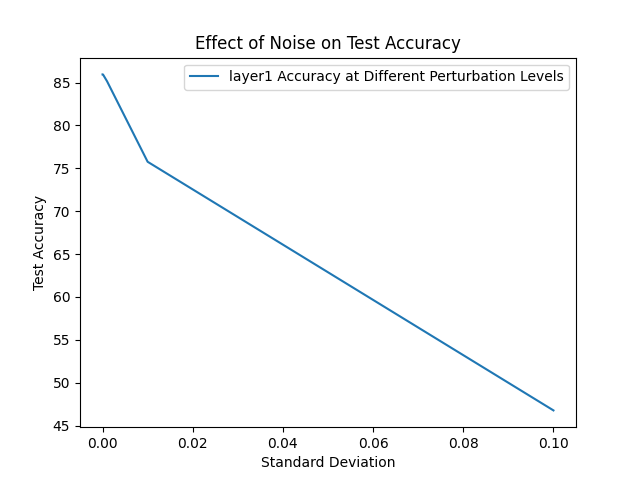 Effect of Noise on Test Accuracy
layer1 Accuracy at Different Perturbation Levels
Test Accuracy
85
80
75
70
65
60
55
50
45
0.00 0.02 0.04 0.06 0.08 0.10
Standard Deviation